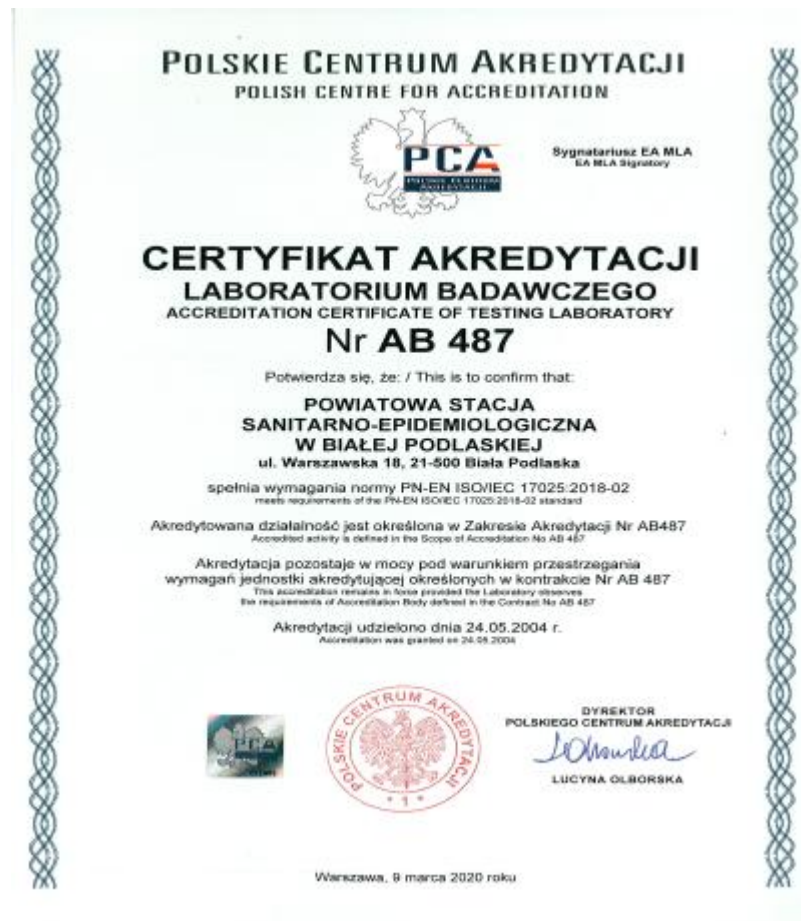 POLSKIE CENTRUM AKREDYTACJI
POLISH CENTRE FOR ACCREDITATION
PCA
POLSKIE CENTRUM
AKREDYTACJI
Sygnatariusz EA MLA
EA MLA Signatory
CERTYFIKAT AKREDYTACJI
LABORATORIUM BADAWCZEGO
ACCREDITATION CERTIFICATE OF TESTING LABORATORY
Nr AB 487
Potwierdza się, że: / This is to confirm that:
POWIATOWA STACJA
SANITARNO-EPIDEMIOLOGICZNA
W BIAŁEJ PODLASKIEJ
ul. Warszawska 18, 21-500 Biała Podlaska
spełnia wymagania normy PN-EN ISO/IEC 17025:2018-02
meets requirements of the PN-EN ISO/IEC 17025:2018-02 standard
Akredytowana działalność jest określona w Zakresie Akredytacji Nr AB487
Accredited activity is defined in the Scope of Accreditation No AB 487
Akredytacja pozostaje w mocy pod warunkiem przestrzegania
wymagań jednostki akredytującej określonych w kontrakcie Nr AB 487
This accreditation remains in force provided the Laboratory observes
the requirements of Accreditation Body defined in the Contract No AB 487
Akredytacji udzielono dnia 24.05.2004 r.
Accreditation was granted on 24.05.2004
PCA
POLSKIE CENTRUM AKREDYTACJI
* 1 *
DYREKTOR
POLSKIEGO CENTRUM AKREDYTACJI
LUCYNA OLBORSKA
Warszawa, 9 marca 2020 roku